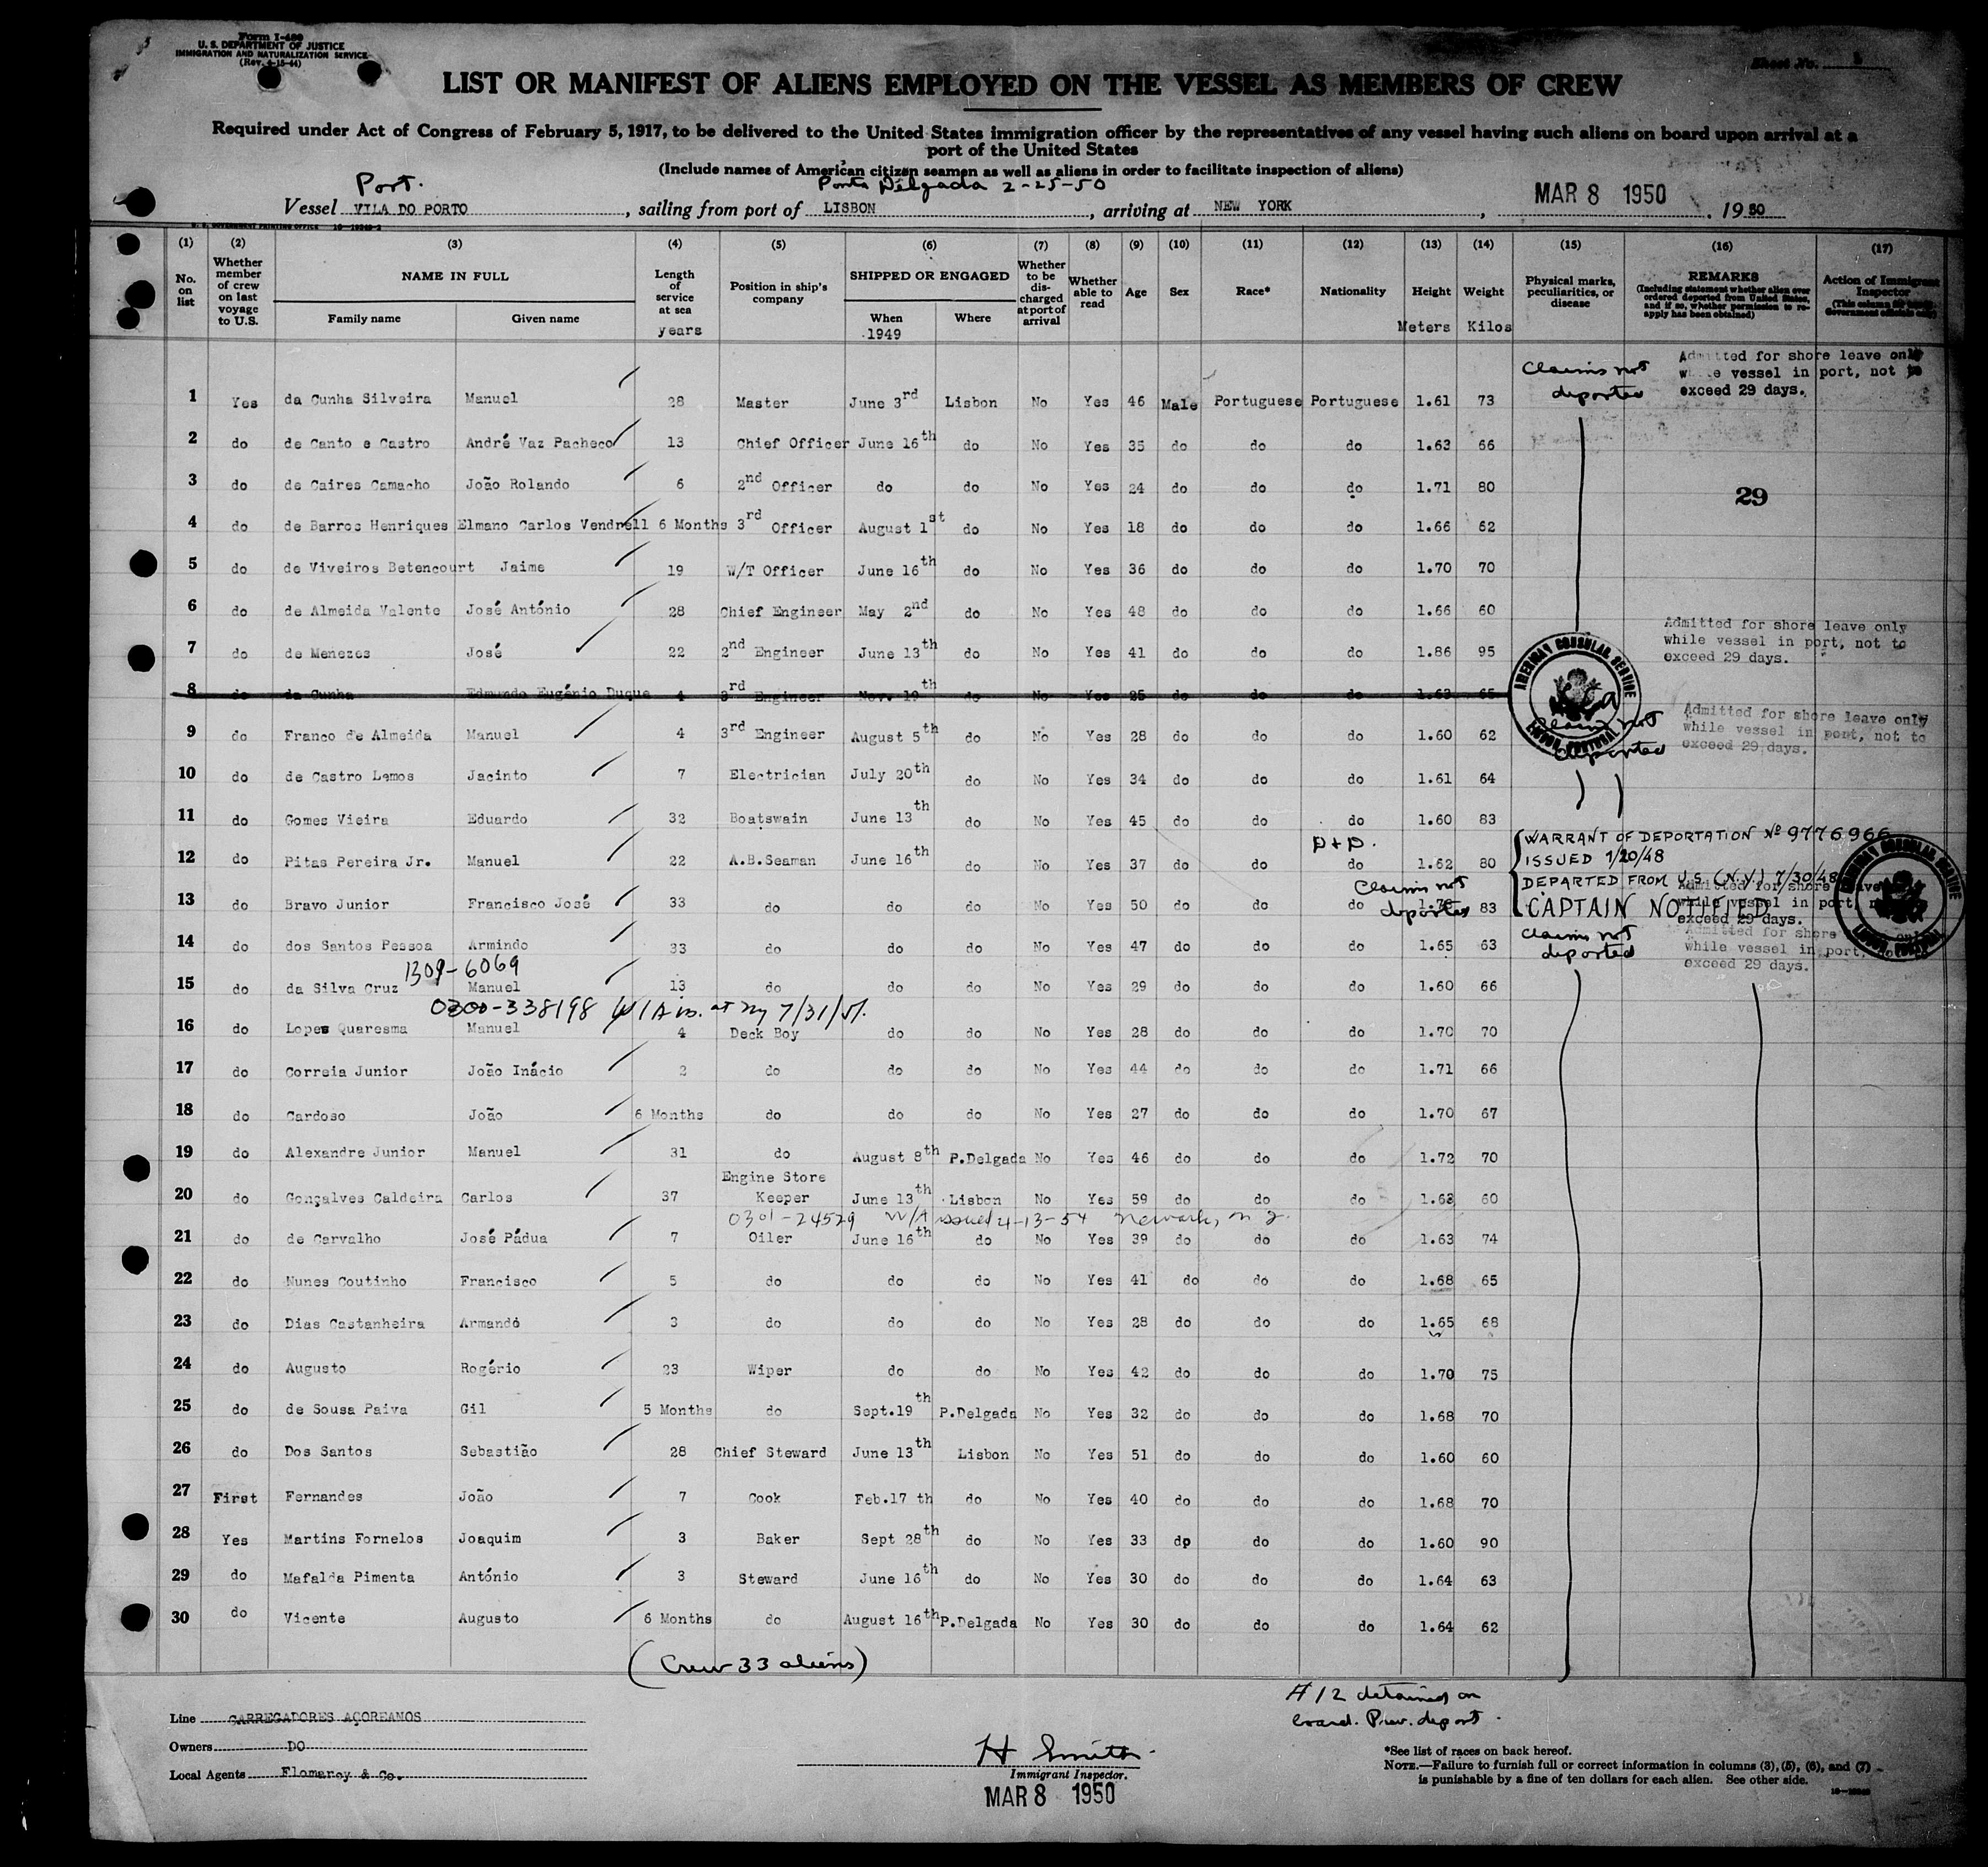 Form I-480
U. S. DEPARTMENT OF JUSTICE
IMMIGRATION AND NATURALIZATION SERVICE
(Rev. 4-15-44)
Sheet No.
LIST OR MANIFEST OF ALIENS EMPLOYED ON THE VESSEL AS MEMBERS OF CREW
Required under Act of Congress of February 5, 1917, to be delivered to the United States immigration officer by the representatives of any vessel having such aliens on board upon arrival at a
port of the United States
(Include names of American citizen seamen as well as aliens in order to facilitate inspection of aliens)
Port. Ponta Delgada 2-25-50
Vessel VILA DO PORTO, sailing from port of LISBON, arriving at NEW YORK, MAR 8 1950, 1950
(1) (2) (3) (4) (5) (6) (7) (8) (9) (10) (11) (12) (13) (14) (15) (16) (17)
No. on list
Whether member of crew on last voyage to U.S.
NAME IN FULL
Family name Given name
Length of service at sea years
Position in ship's company
SHIPPED OR ENGAGED
When 1949 Where
Whether to be discharged at port of arrival
Whether able to read
Age
Sex
Race*
Nationality
Height Meters
Weight Kilos
Physical marks, peculiarities, or disease
REMARKS
(Including statement whether alien ever ordered deported from United States, and if so, whether permission to reapply has been obtained)
Action of Immigrant Inspector
(This column for Government officials only)
Claims not deported
Admitted for shore leave only
while vessel in port, not to
exceed 29 days.
1 Yes da Cunha Silveira Manuel 28 Master June 3rd Lisbon No Yes 46 Male Portuguese Portuguese 1.61 73
2 do de Canto e Castro André Vaz Pacheco 13 Chief Officer June 16th do No Yes 35 do do do 1.63 66
3 do de Caires Camacho João Rolando 6 2nd Officer do do No Yes 24 do do do 1.71 80
29
4 do de Barros Henriques Elmano Carlos Vendrell 6 Months 3rd Officer August 1st do No Yes 18 do do do 1.66 62
5 do de Viveiros Betencourt Jaime 19 W/T Officer June 16th do No Yes 36 do do do 1.70 70
6 do de Almeida Valente José António 28 Chief Engineer May 2nd do No Yes 48 do do do 1.66 60
Admitted for shore leave only
while vessel in port, not to
exceed 29 days.
7 do de Menezes José 22 2nd Engineer June 13th do No Yes 41 do do do 1.86 95
AMERICAN CONSULAR SERVICE
LISBON, PORTUGAL
8 do da Cunha Edmundo Eugénio Duque 4 3rd Engineer Nov. 19th do No Yes 25 do do do 1.63 65
Claims not deported
Admitted for shore leave only
while vessel in port, not to
exceed 29 days.
9 do Franco de Almeida Manuel 4 3rd Engineer August 5th do No Yes 28 do do do 1.60 62
10 do de Castro Lemos Jacinto 7 Electrician July 20th do No Yes 34 do do do 1.61 64
11 do Gomes Vieira Eduardo 32 Boatswain June 13th do No Yes 45 do do do 1.60 83
P+P.
WARRANT OF DEPORTATION Nº 9776966
ISSUED 1/20/48
DEPARTED FROM U.S. (N.Y.) 7/30/48
CAPTAIN NOTIFIED
12 do Pitas Pereira Jr. Manuel 22 A.B.Seaman June 16th do No Yes 37 do do do 1.62 80
Claims not deported
Admitted for shore leave
while vessel in port,
exceed 29 days.
AMERICAN CONSULAR SERVICE
LISBON, PORTUGAL
13 do Bravo Junior Francisco José 33 do do do No Yes 50 do do do 83
Claims not deported
Admitted for shore
while vessel in port
exceed 29 days.
14 do dos Santos Pessoa Armindo 33 do do do No Yes 47 do do do 1.65 63
1309-6069
15 do da Silva Cruz Manuel 13 do do do No Yes 29 do do do 1.60 66
0300-338198 W/A is. at NY 7/31/51.
16 do Lopes Quaresma Manuel 4 Deck Boy do do No Yes 28 do do do 1.70 70
17 do Correia Junior João Inácio 2 do do do No Yes 44 do do do 1.71 66
18 do Cardoso João 6 Months do do do No Yes 27 do do do 1.70 67
19 do Alexandre Junior Manuel 31 do August 8th P.Delgada No Yes 46 do do do 1.72 70
20 do Gonçalves Caldeira Carlos 37 Engine Store Keeper June 13th Lisbon No Yes 59 do do do 1.63 60
0301-24529 W/A issued 4-13-54 Newark, N J.
21 do de Carvalho José Pádua 7 Oiler June 16th do No Yes 39 do do do 1.63 74
22 do Nunes Coutinho Francisco 5 do do do No Yes 41 do do do 1.68 65
23 do Dias Castanheira Armando 3 do do do No Yes 28 do do do 1.65 68
24 do Augusto Rogério 23 Wiper do do No Yes 42 do do do 1.70 75
25 do de Sousa Paiva Gil 5 Months do Sept.19th P.Delgada No Yes 32 do do do 1.68 70
26 do Dos Santos Sebastião 28 Chief Steward June 13th Lisbon No Yes 51 do do do 1.60 60
27 First Fernandes João 7 Cook Feb.17 th do No Yes 40 do do do 1.68 70
28 Yes Martins Fornelos Joaquim 3 Baker Sept 28th do No Yes 33 dp do do 1.60 90
29 do Mafalda Pimenta António 3 Steward June 16th do No Yes 30 do do do 1.64 63
30 do Vicente Augusto 6 Months do August 16th P.Delgada No Yes 30 do do do 1.64 62
(Crew 33 aliens)
# 12 detained on
board. Prev. deport.
Line CARREGADORES AÇOREANOS
Owners DO
Local Agents Flomarcy & Co.
H Smith
Immigrant Inspector.
MAR 8 1950
*See list of races on back hereof.
NOTE.—Failure to furnish full or correct information in columns (3), (5), (6), and (7)
is punishable by a fine of ten dollars for each alien. See other side.